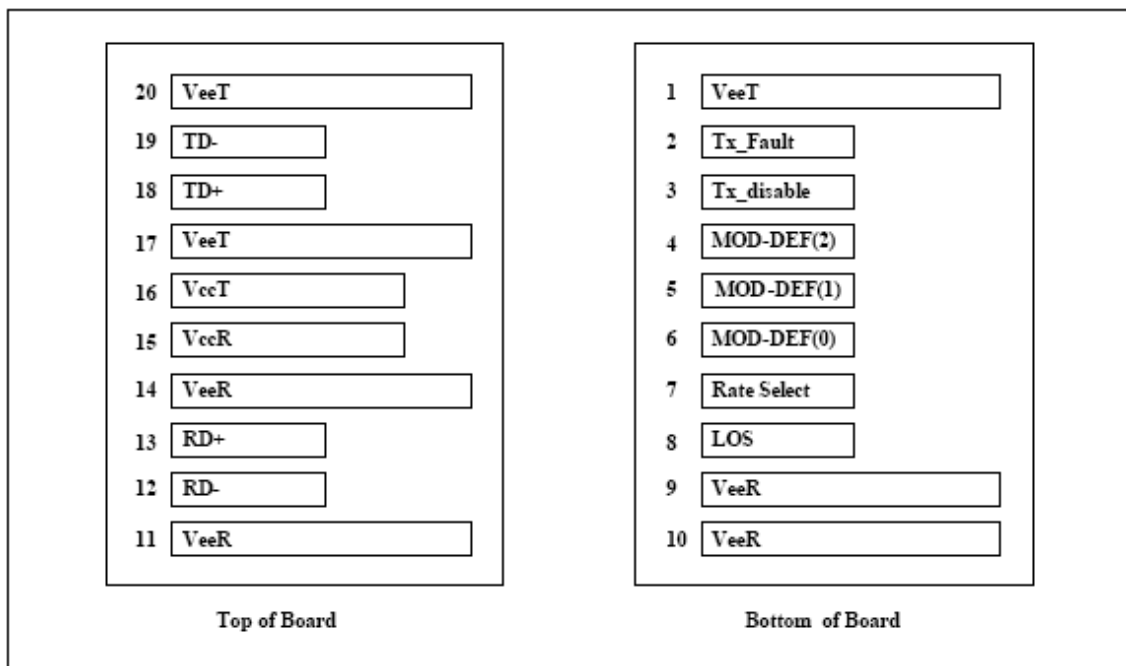 20 VeeT
19 TD-
18 TD+
17 VeeT
16 VccT
15 VccR
14 VeeR
13 RD+
12 RD-
11 VeeR
Top of Board
1 VeeT
2 Tx_Fault
3 Tx_disable
4 MOD-DEF(2)
5 MOD-DEF(1)
6 MOD-DEF(0)
7 Rate Select
8 LOS
9 VeeR
10 VeeR
Bottom of Board